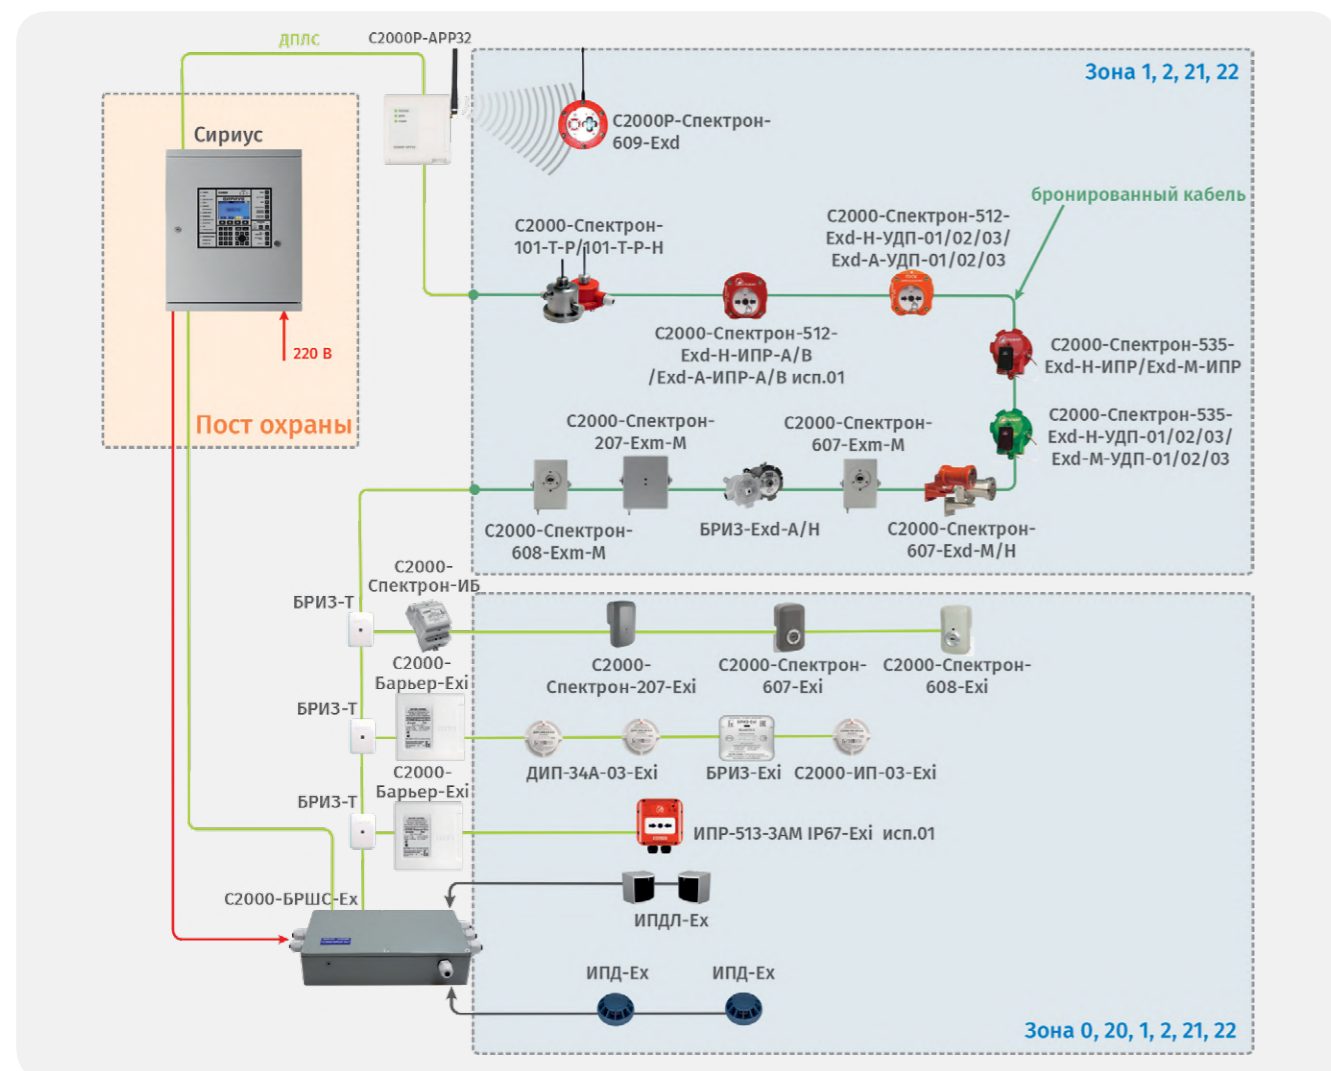 ДПЛС
С2000Р-АРР32
Зона 1, 2, 21, 22
С2000Р-Спектрон-
609-Exd
Сириус
бронированный кабель
С2000-Спектрон-
101-Т-Р/101-Т-Р-Н
С2000-Спектрон-512-
Exd-Н-УДП-01/02/03/
Exd-А-УДП-01/02/03
220 В
С2000-Спектрон-512-
Exd-Н-ИПР-А/В
/Exd-А-ИПР-А/В исп.01
С2000-Спектрон-535-
Exd-Н-ИПР/Exd-М-ИПР
Пост охраны
С2000-Спектрон-
207-Exm-М
С2000-Спектрон-
607-Exm-М
С2000-Спектрон-535-
Exd-Н-УДП-01/02/03/
Exd-М-УДП-01/02/03
С2000-Спектрон-
608-Exm-М
БРИЗ-Exd-А/Н
С2000-Спектрон-
607-Exd-М/Н
С2000-
Спектрон-ИБ
БРИЗ-Т
С2000-
Спектрон-207-Exi
С2000-Спектрон-
607-Exi
С2000-Спектрон-
608-Exi
С2000-
Барьер-Exi
БРИЗ-Т
ДИП-34А-03-Exi
БРИЗ-Exi
С2000-ИП-03-Exi
С2000-
Барьер-Exi
БРИЗ-Т
ИПР-513-3АМ IP67-Exi исп.01
С2000-БРШС-Ex
ИПДЛ-Ex
ИПД-Ex
ИПД-Ex
Зона 0, 20, 1, 2, 21, 22